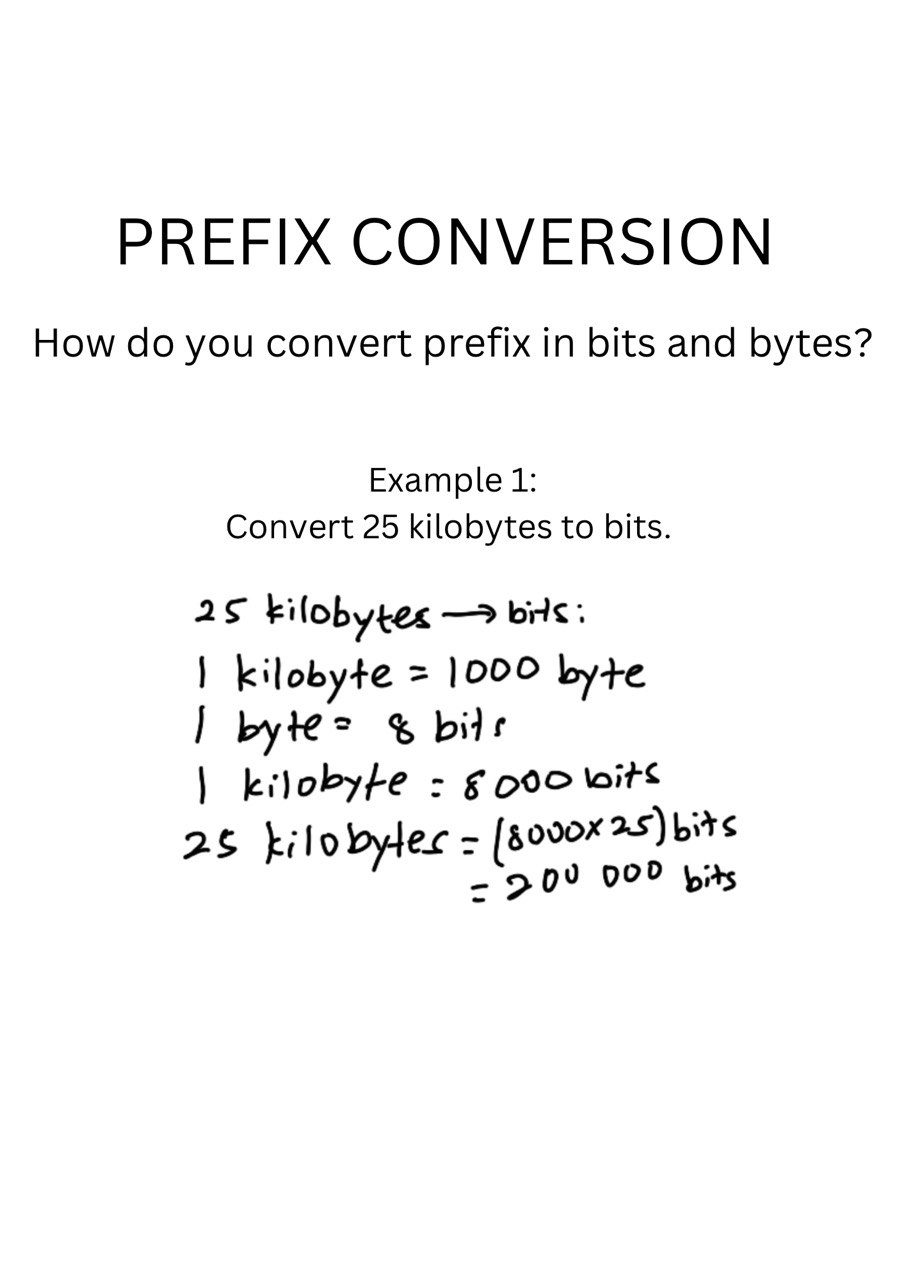 PREFIX CONVERSION
How do you convert prefix in bits and bytes?
Example 1:
Convert 25 kilobytes to bits.
25 kilobytes → bits:
1 kilobyte = 1000 byte
1 byte = 8 bits
1 kilobyte = 8000 bits
25 kilobytes = (8000 x 25) bits
= 200 000 bits